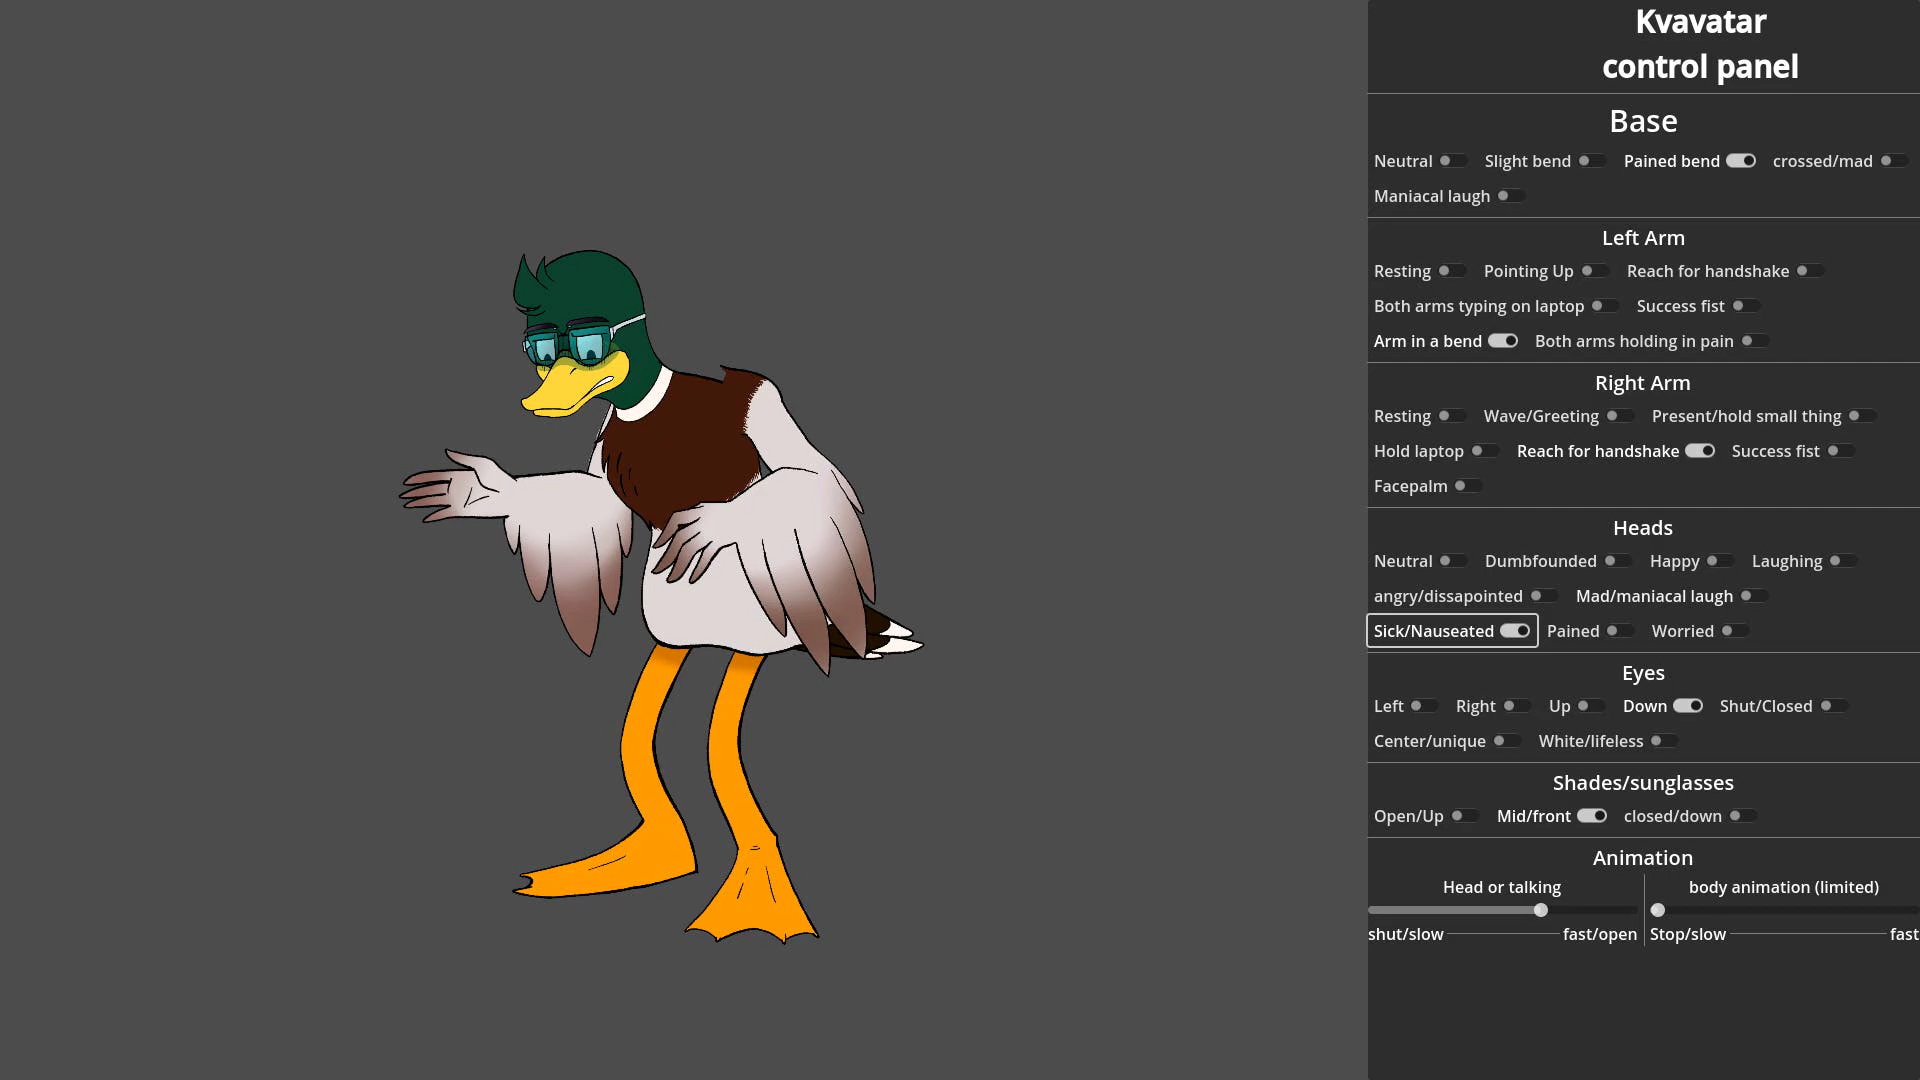 Kvavatar
control panel
Base
Neutral Slight bend Pained bend crossed/mad
Maniacal laugh
Left Arm
Resting Pointing Up Reach for handshake
Both arms typing on laptop Success fist
Arm in a bend Both arms holding in pain
Right Arm
Resting Wave/Greeting Present/hold small thing
Hold laptop Reach for handshake Success fist
Facepalm
Heads
Neutral Dumbfounded Happy Laughing
angry/dissapointed Mad/maniacal laugh
Sick/Nauseated Pained Worried
Eyes
Left Right Up Down Shut/Closed
Center/unique White/lifeless
Shades/sunglasses
Open/Up Mid/front closed/down
Animation
Head or talking body animation (limited)
shut/slow fast/open Stop/slow fast